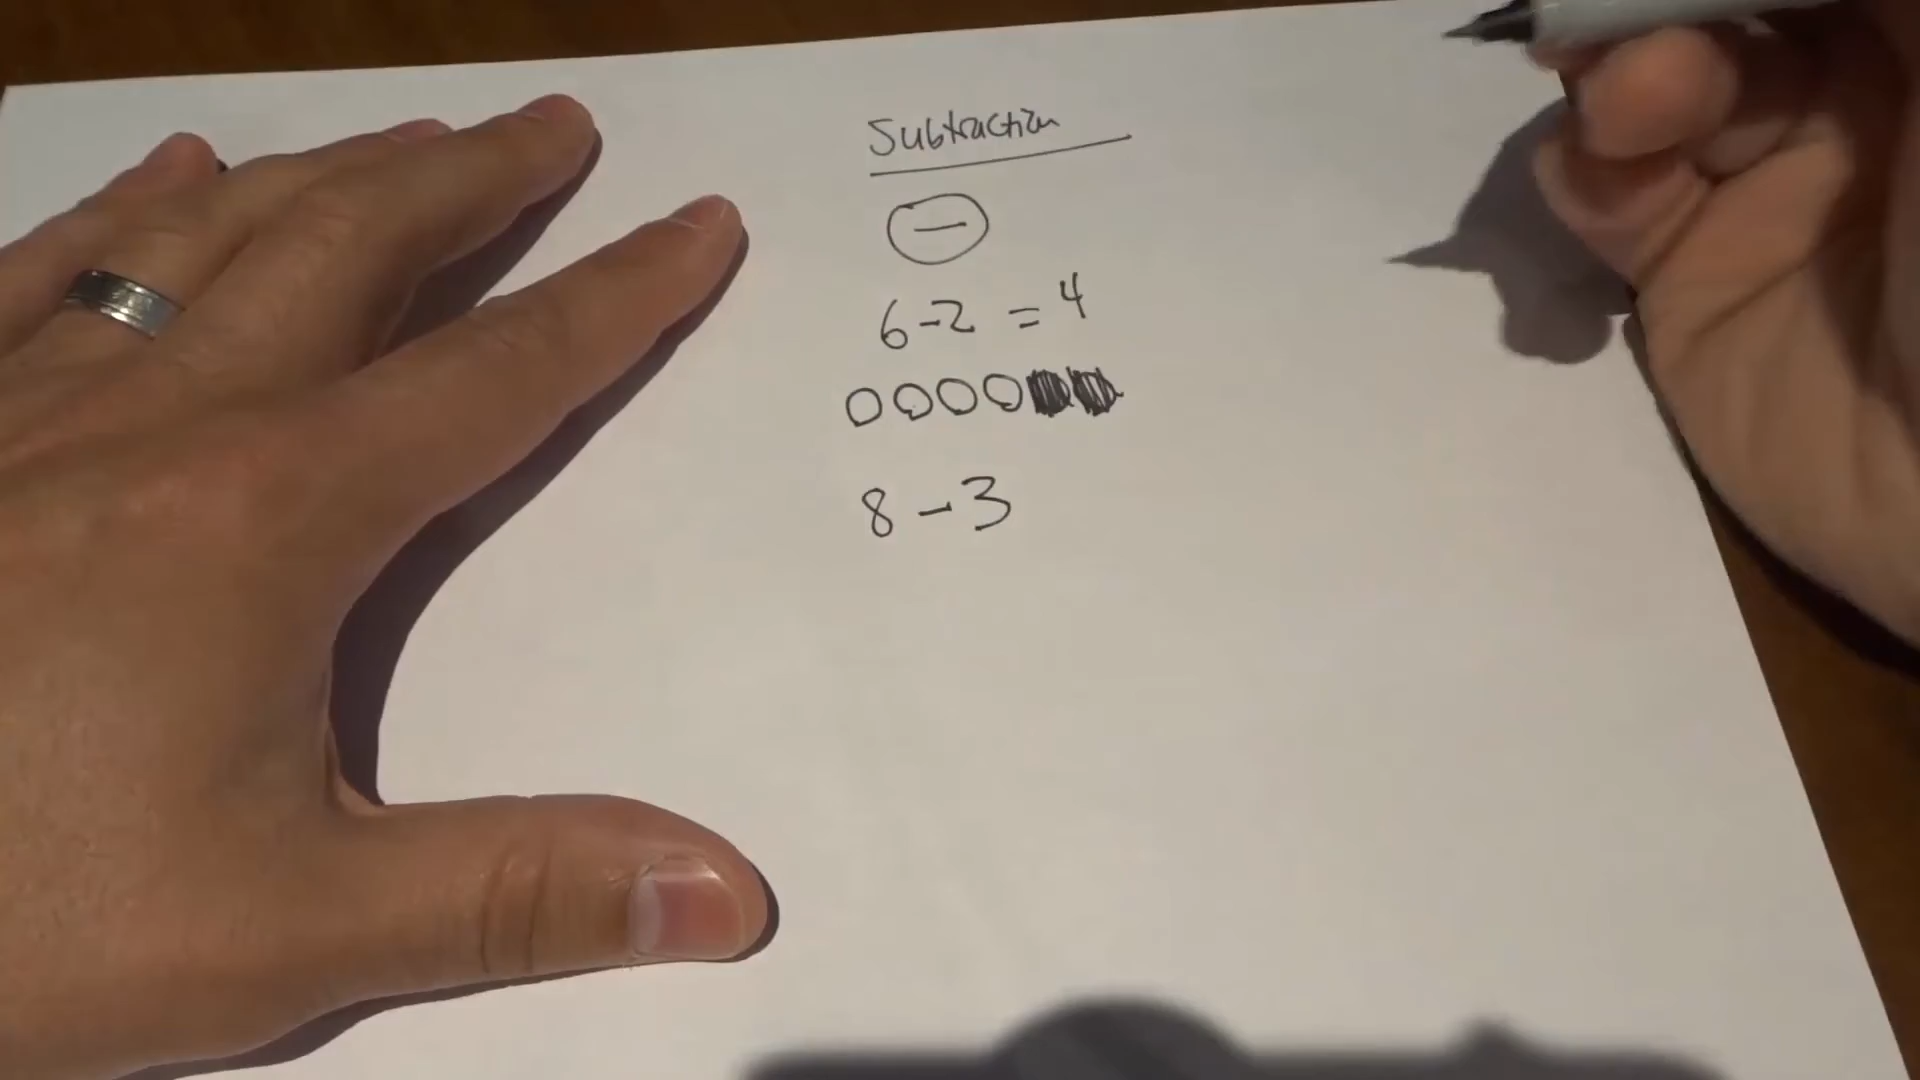 Subtraction
−
6-2 = 4
8-3